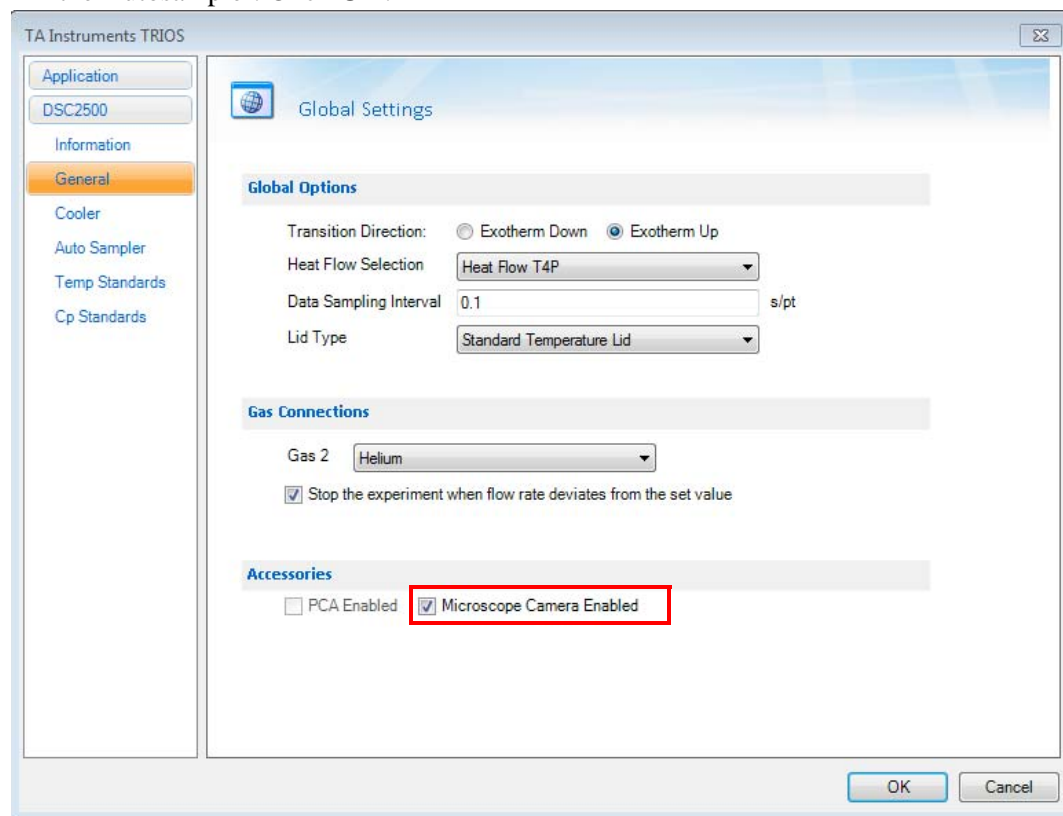 TA Instruments TRIOS
Application
DSC2500
Information
General
Cooler
Auto Sampler
Temp Standards
Cp Standards
Global Settings
Global Options
Transition Direction: Exotherm Down Exotherm Up
Heat Flow Selection Heat Flow T4P
Data Sampling Interval 0.1 s/pt
Lid Type Standard Temperature Lid
Gas Connections
Gas 2 Helium
Stop the experiment when flow rate deviates from the set value
Accessories
PCA Enabled Microscope Camera Enabled
OK Cancel